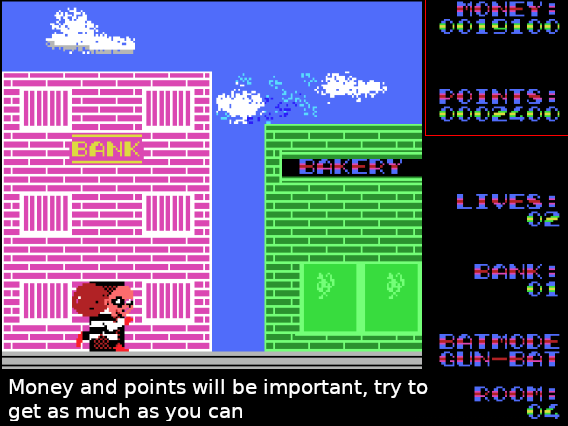 MONEY:
0019100
POINTS:
0002400
BANK
BAKERY
LIVES:
02
BANK:
01
BATMODE
GUN-BAT
ROOM:
04
Money and points will be important, try to
get as much as you can